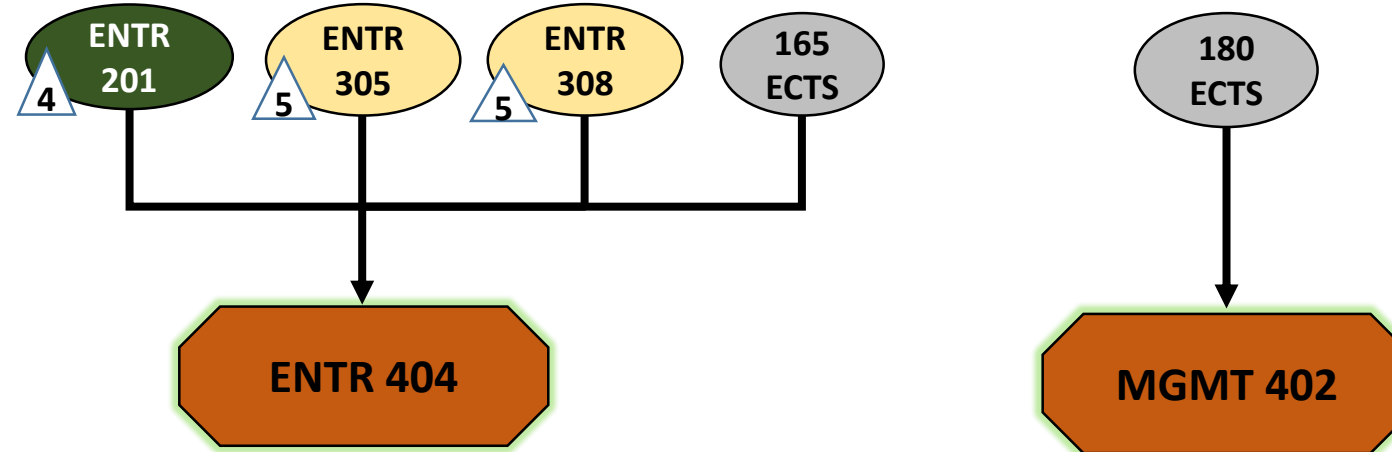 ENTR
201
4
ENTR
305
5
ENTR
308
5
165
ECTS
180
ECTS
ENTR 404
MGMT 402